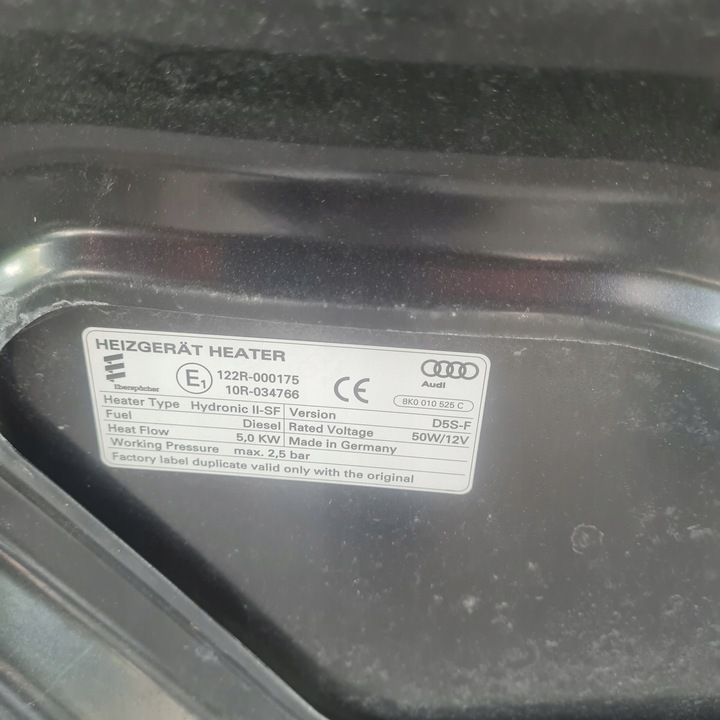 HEIZGERÄT HEATER
Eberspächer
E1
122R-000175
10R-034766
CE
Audi
8K0 010 525 C
Heater Type Hydronic II-SF Version D5S-F
Fuel Diesel Rated Voltage 50W/12V
Heat Flow 5,0 KW Made in Germany
Working Pressure max. 2,5 bar
Factory label duplicate valid only with the original